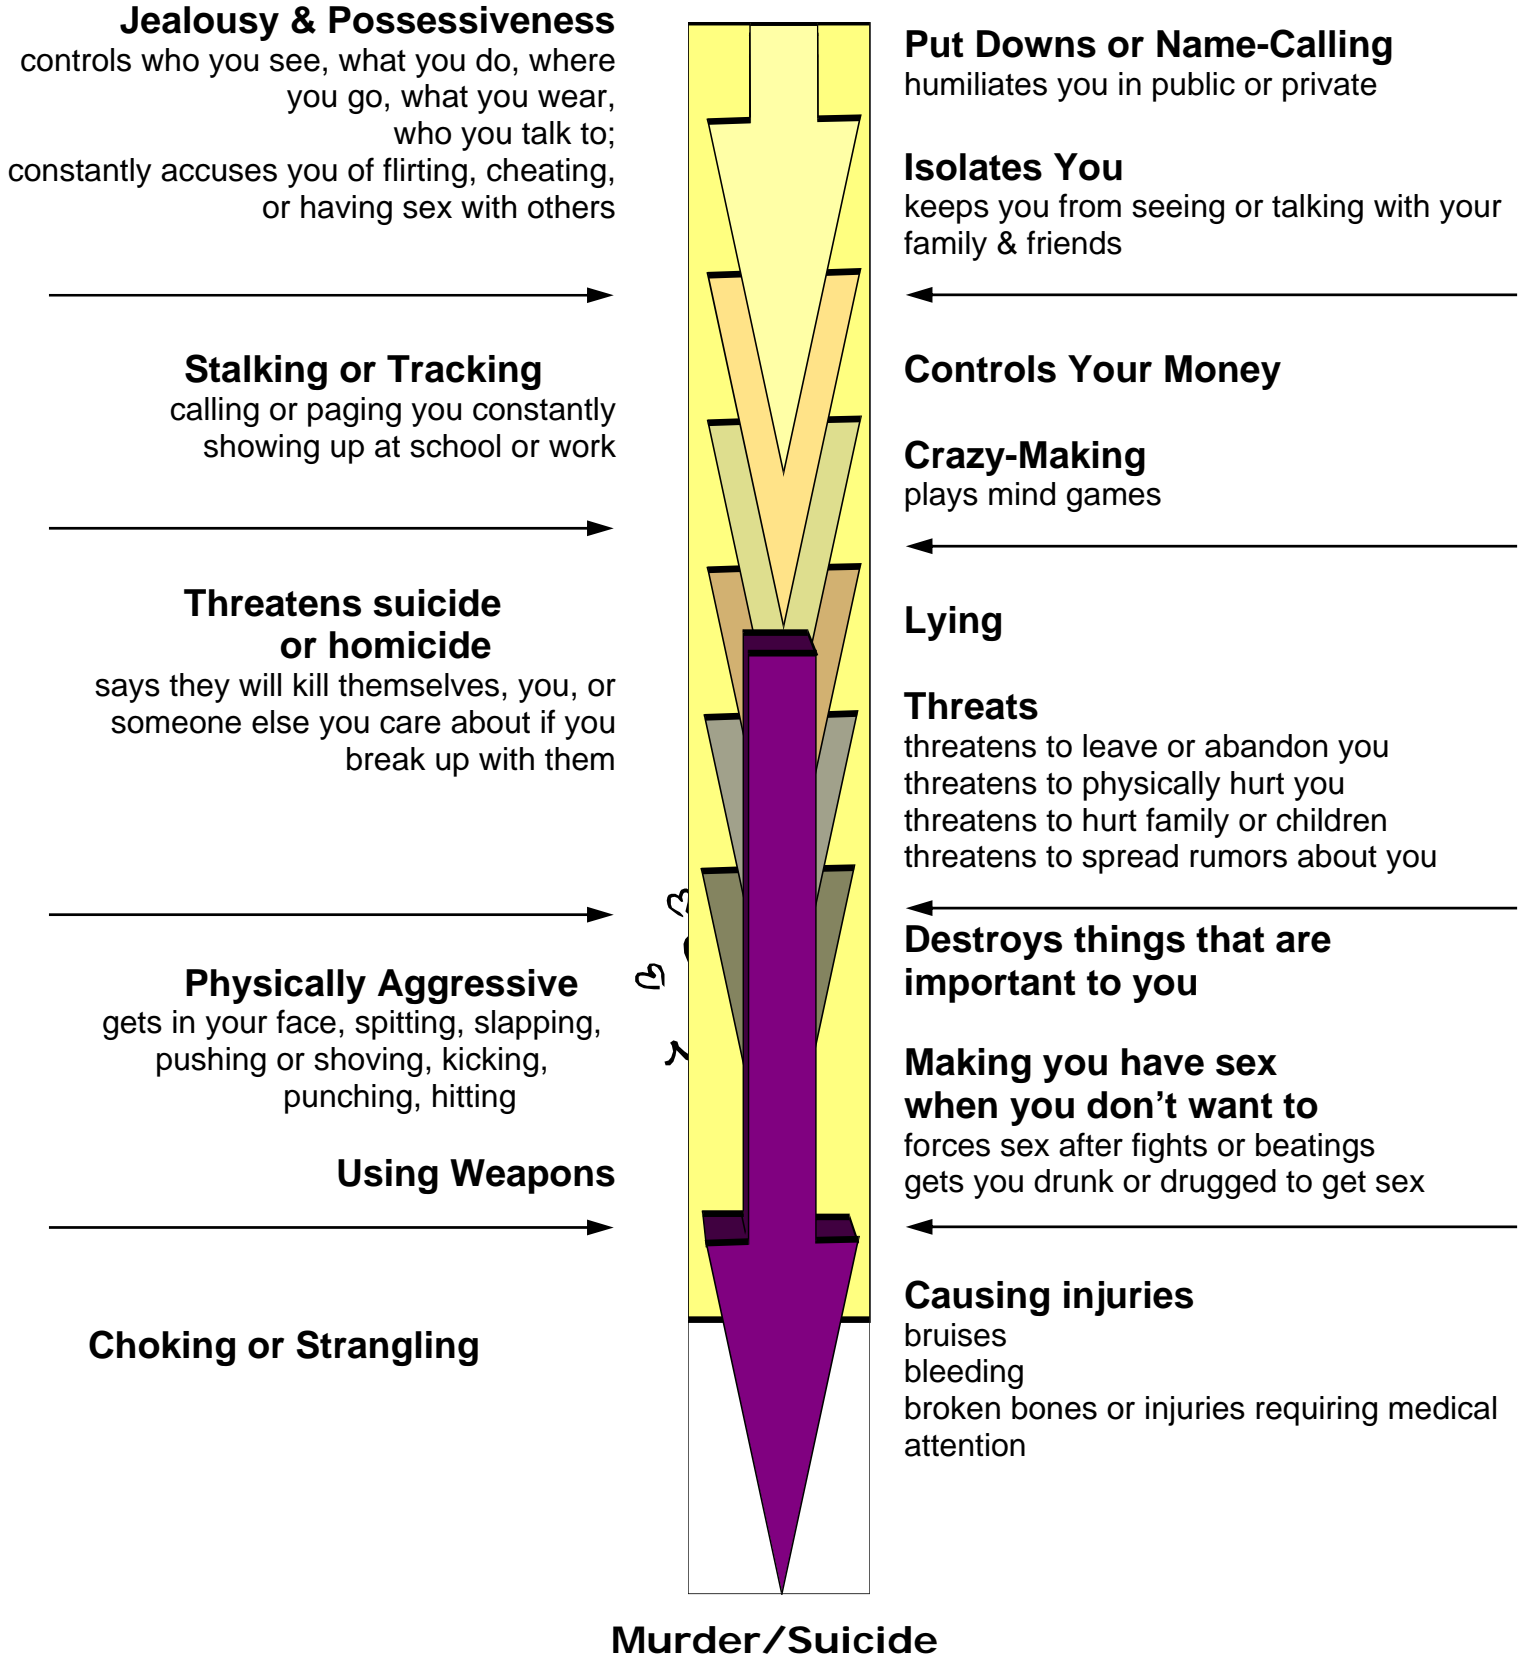 Jealousy & Possessiveness
controls who you see, what you do, where
you go, what you wear,
who you talk to;
constantly accuses you of flirting, cheating,
or having sex with others
Stalking or Tracking
calling or paging you constantly
showing up at school or work
Threatens suicide
or homicide
says they will kill themselves, you, or
someone else you care about if you
break up with them
Physically Aggressive
gets in your face, spitting, slapping,
pushing or shoving, kicking,
punching, hitting
Using Weapons
Choking or Strangling
Put Downs or Name-Calling
humiliates you in public or private
Isolates You
keeps you from seeing or talking with your
family & friends
Controls Your Money
Crazy-Making
plays mind games
Lying
Threats
threatens to leave or abandon you
threatens to physically hurt you
threatens to hurt family or children
threatens to spread rumors about you
Destroys things that are
important to you
Making you have sex
when you don’t want to
forces sex after fights or beatings
gets you drunk or drugged to get sex
Causing injuries
bruises
bleeding
broken bones or injuries requiring medical
attention
Murder/Suicide